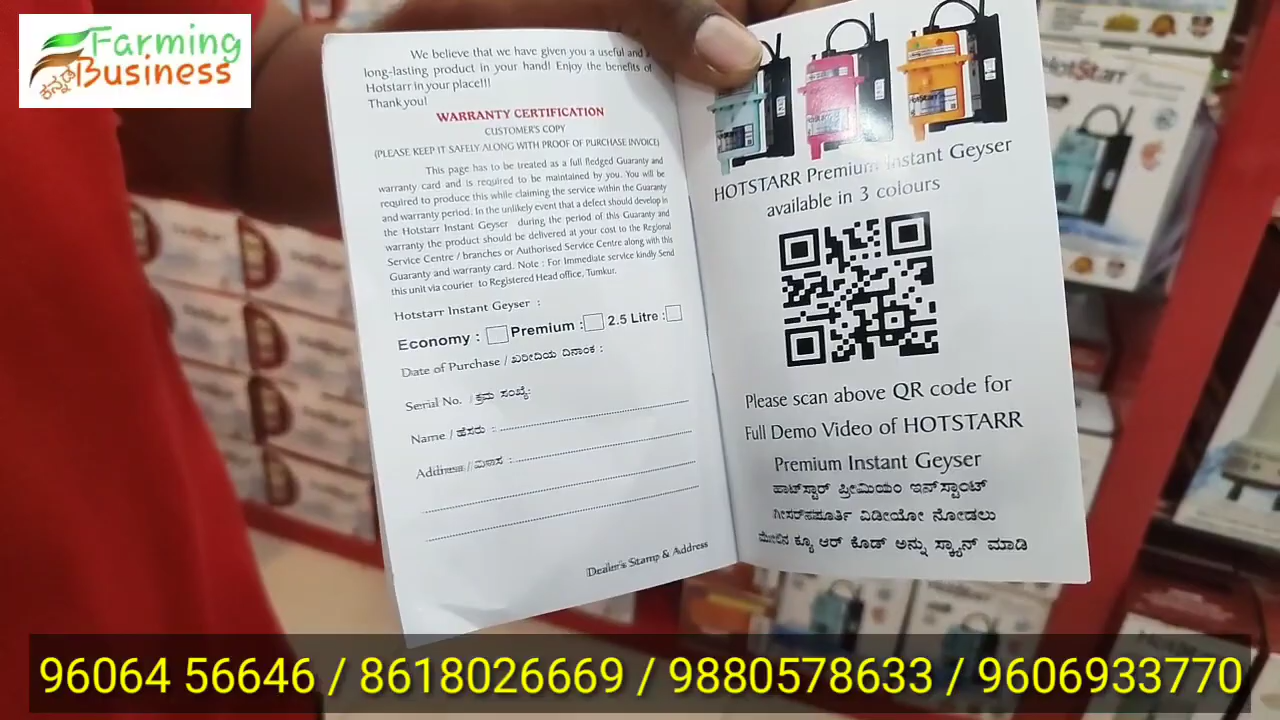 Farming
ಕನ್ನಡ Business
We believe that we have given you a useful and
long-lasting product in your hand! Enjoy the benefits of
Hotstarr in your place!!!
Thank you!
WARRANTY CERTIFICATION
CUSTOMER'S COPY
(PLEASE KEEP IT SAFELY ALONG WITH PROOF OF PURCHASE INVOICE)
This page has to be treated as a full fledged Guaranty and
warranty card and is required to be maintained by you. You will be
required to produce this while claiming the service within the Guaranty
and warranty period. In the unlikely event that a defect should develop in
the Hotstarr Instant Geyser during the period of this Guaranty and
warranty the product should be delivered at your cost to the Regional
Service Centre / branches or Authorised Service Centre along with this
Guaranty and warranty card. Note : For Immediate service kindly Send
this unit via courier to Registered Head office, Tumkur.
Hotstarr Instant Geyser :
Economy : Premium : 2.5 Litre :
Date of Purchase / ಖರೀದಿಯ ದಿನಾಂಕ :
Serial No. / ಕ್ರಮ ಸಂಖ್ಯೆ:
Name / ಹೆಸರು :
Address / ವಿಳಾಸ :
Dealer's Stamp & Address
HOTSTARR Premium Instant Geyser
available in 3 colours
Please scan above QR code for
Full Demo Video of HOTSTARR
Premium Instant Geyser
ಹಾಟ್‌ಸ್ಟಾರ್ ಪ್ರೀಮಿಯಂ ಇನ್‌ಸ್ಟಾಂಟ್
ಗೀಸರ್‌ನ ಪೂರ್ತಿ ವಿಡೀಯೋ ನೋಡಲು
ಮೇಲಿನ ಕ್ಯೂ ಆರ್ ಕೊಡ್ ಅನ್ನು ಸ್ಕ್ಯಾನ್ ಮಾಡಿ
HotStarr
96064 56646 / 8618026669 / 9880578633 / 9606933770